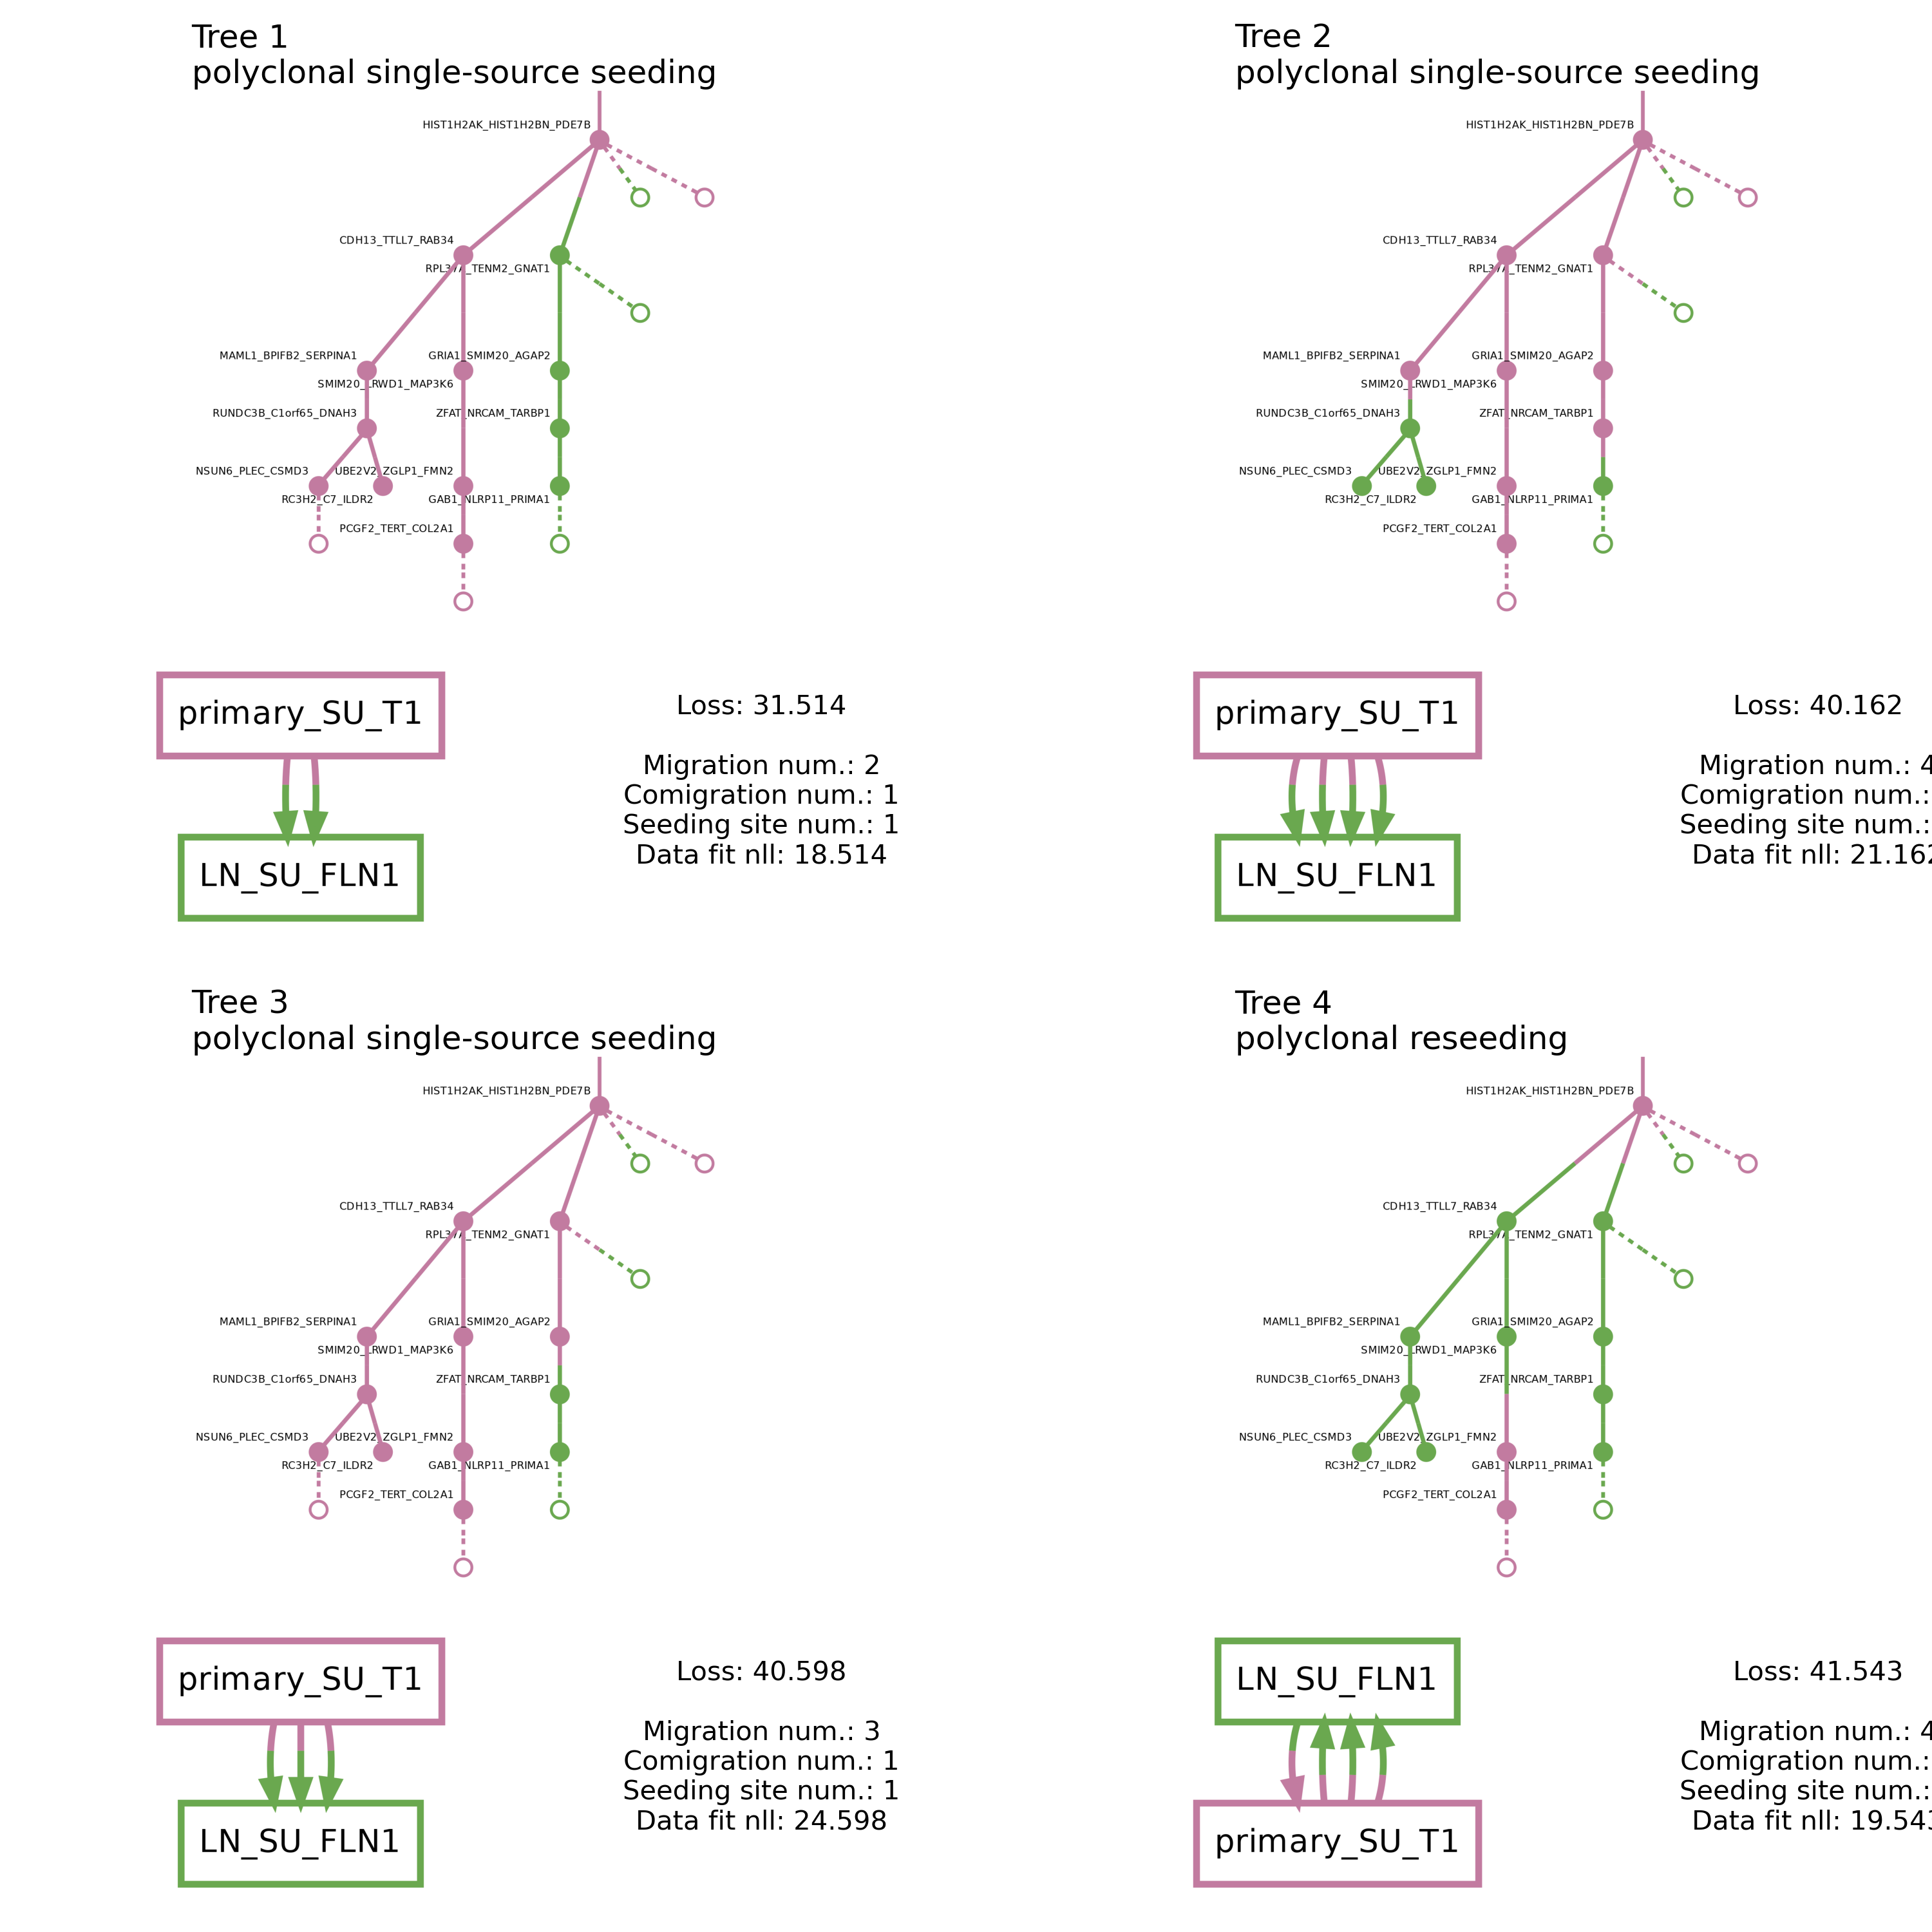 Tree 1
polyclonal single-source seeding
HIST1H2AK_HIST1H2BN_PDE7B
CDH13_TTLL7_RAB34
RPL37A_TENM2_GNAT1
MAML1_BPIFB2_SERPINA1
GRIA1_SMIM20_AGAP2
SMIM20_LRWD1_MAP3K6
RUNDC3B_C1orf65_DNAH3
ZFAT_NRCAM_TARBP1
NSUN6_PLEC_CSMD3
UBE2V2_ZGLP1_FMN2
RC3H2_C7_ILDR2
GAB1_NLRP11_PRIMA1
PCGF2_TERT_COL2A1
primary_SU_T1
LN_SU_FLN1
Loss: 31.514
Migration num.: 2
Comigration num.: 1
Seeding site num.: 1
Data fit nll: 18.514
Tree 2
polyclonal single-source seeding
HIST1H2AK_HIST1H2BN_PDE7B
CDH13_TTLL7_RAB34
RPL37A_TENM2_GNAT1
MAML1_BPIFB2_SERPINA1
GRIA1_SMIM20_AGAP2
SMIM20_LRWD1_MAP3K6
RUNDC3B_C1orf65_DNAH3
ZFAT_NRCAM_TARBP1
NSUN6_PLEC_CSMD3
UBE2V2_ZGLP1_FMN2
RC3H2_C7_ILDR2
GAB1_NLRP11_PRIMA1
PCGF2_TERT_COL2A1
primary_SU_T1
LN_SU_FLN1
Loss: 40.162
Migration num.: 4
Comigration num.:
Seeding site num.:
Data fit nll: 21.162
Tree 3
polyclonal single-source seeding
HIST1H2AK_HIST1H2BN_PDE7B
CDH13_TTLL7_RAB34
RPL37A_TENM2_GNAT1
MAML1_BPIFB2_SERPINA1
GRIA1_SMIM20_AGAP2
SMIM20_LRWD1_MAP3K6
RUNDC3B_C1orf65_DNAH3
ZFAT_NRCAM_TARBP1
NSUN6_PLEC_CSMD3
UBE2V2_ZGLP1_FMN2
RC3H2_C7_ILDR2
GAB1_NLRP11_PRIMA1
PCGF2_TERT_COL2A1
primary_SU_T1
LN_SU_FLN1
Loss: 40.598
Migration num.: 3
Comigration num.: 1
Seeding site num.: 1
Data fit nll: 24.598
Tree 4
polyclonal reseeding
HIST1H2AK_HIST1H2BN_PDE7B
CDH13_TTLL7_RAB34
RPL37A_TENM2_GNAT1
MAML1_BPIFB2_SERPINA1
GRIA1_SMIM20_AGAP2
SMIM20_LRWD1_MAP3K6
RUNDC3B_C1orf65_DNAH3
ZFAT_NRCAM_TARBP1
NSUN6_PLEC_CSMD3
UBE2V2_ZGLP1_FMN2
RC3H2_C7_ILDR2
GAB1_NLRP11_PRIMA1
PCGF2_TERT_COL2A1
LN_SU_FLN1
primary_SU_T1
Loss: 41.543
Migration num.: 4
Comigration num.:
Seeding site num.:
Data fit nll: 19.543